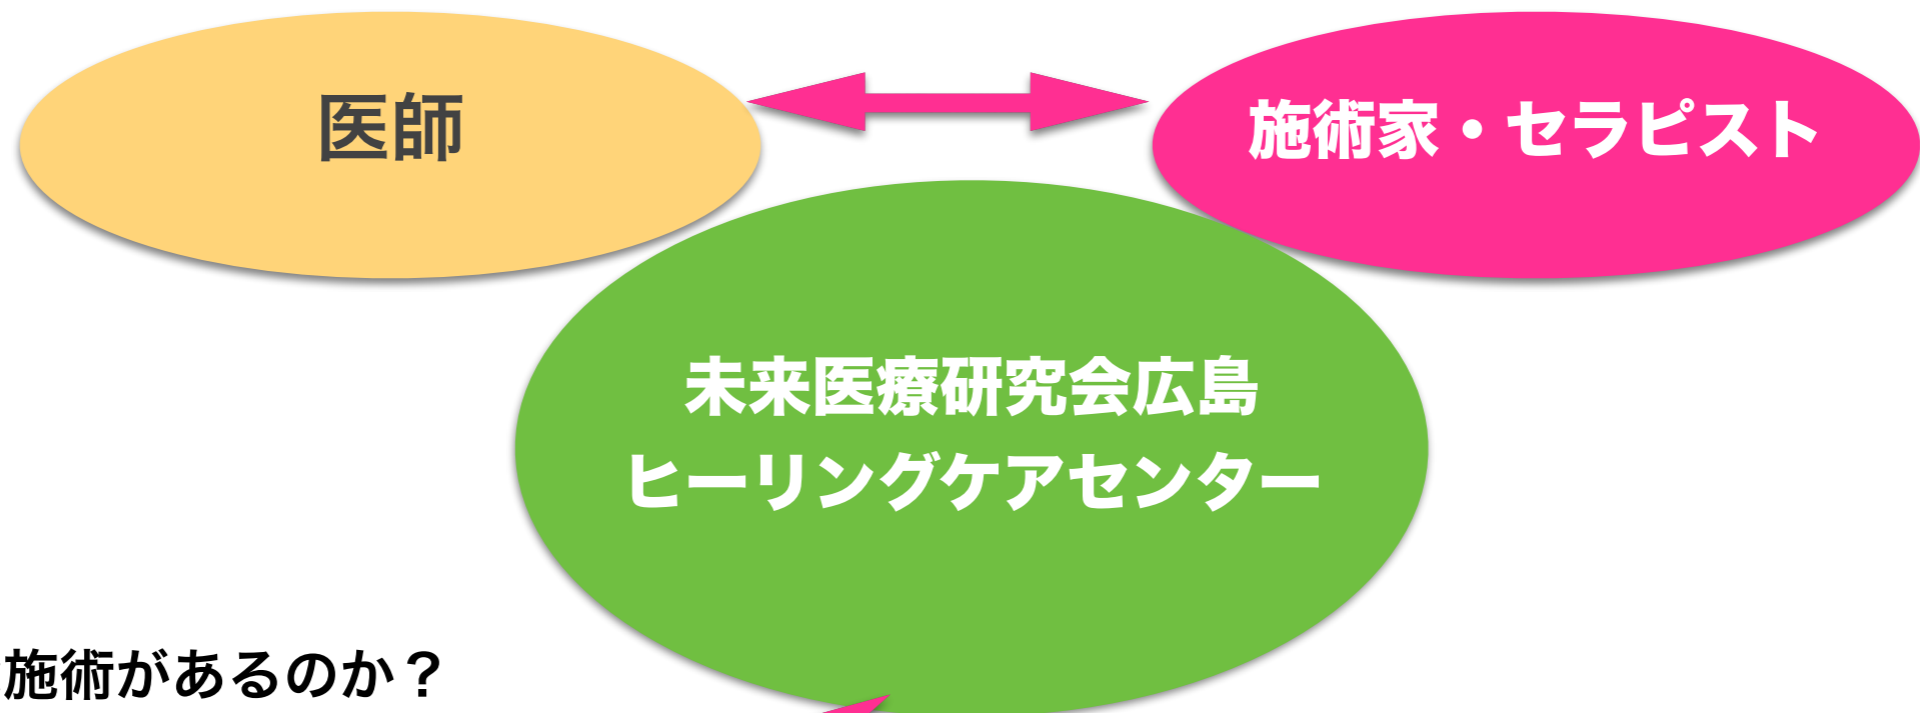 医師
施術家・セラピスト
未来医療研究会広島
ヒーリングケアセンター
施術があるのか？